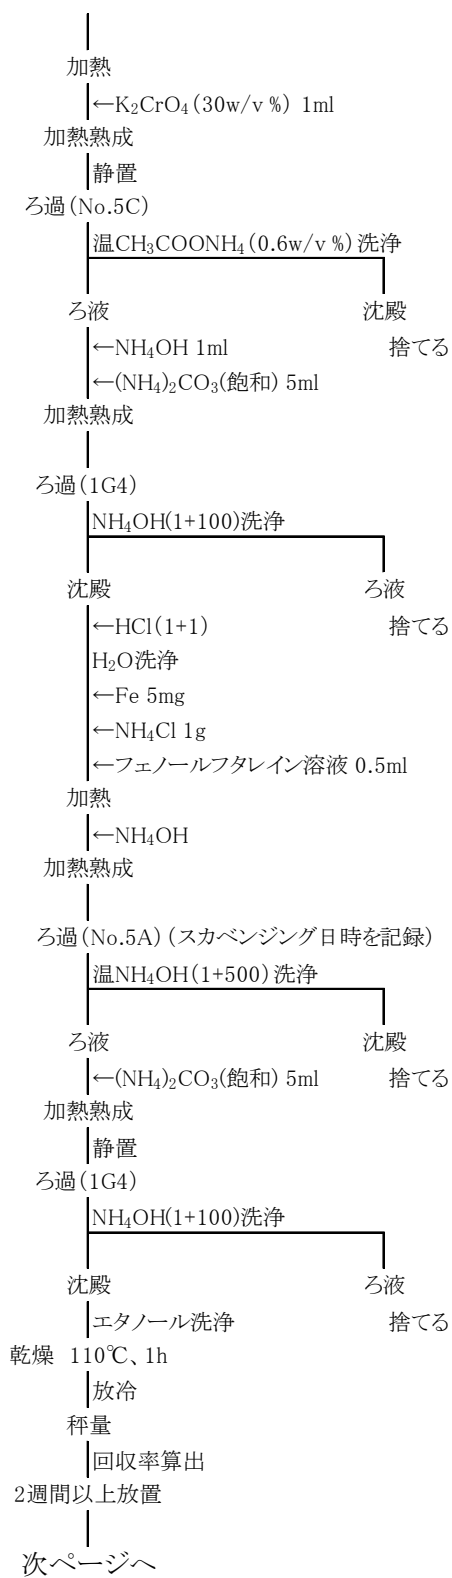 加熱
←K₂CrO₄(30w/v %) 1ml
加熱熟成
静置
ろ過(No.5C)
温CH₃COONH₄(0.6w/v %)洗浄
ろ液 沈殿
←NH₄OH 1ml 捨てる
←(NH₄)₂CO₃(飽和) 5ml
加熱熟成
ろ過(1G4)
NH₄OH(1+100)洗浄
沈殿 ろ液
←HCl(1+1) 捨てる
H₂O洗浄
←Fe 5mg
←NH₄Cl 1g
←フェノールフタレイン溶液 0.5ml
加熱
←NH₄OH
加熱熟成
ろ過(No.5A)(スカベンジング日時を記録)
温NH₄OH(1+500)洗浄
ろ液 沈殿
←(NH₄)₂CO₃(飽和) 5ml 捨てる
加熱熟成
静置
ろ過(1G4)
NH₄OH(1+100)洗浄
沈殿 ろ液
エタノール洗浄 捨てる
乾燥 110℃、1h
放冷
秤量
回収率算出
2週間以上放置
次ページへ